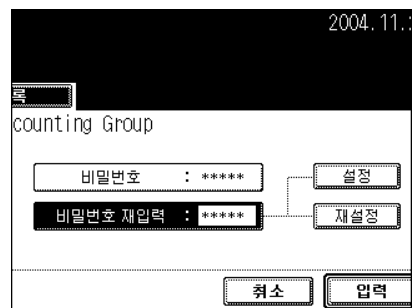 2004. 11.
록
counting Group
비밀번호 : *****
설정
비밀번호 재입력 : *****
재설정
취소
입력